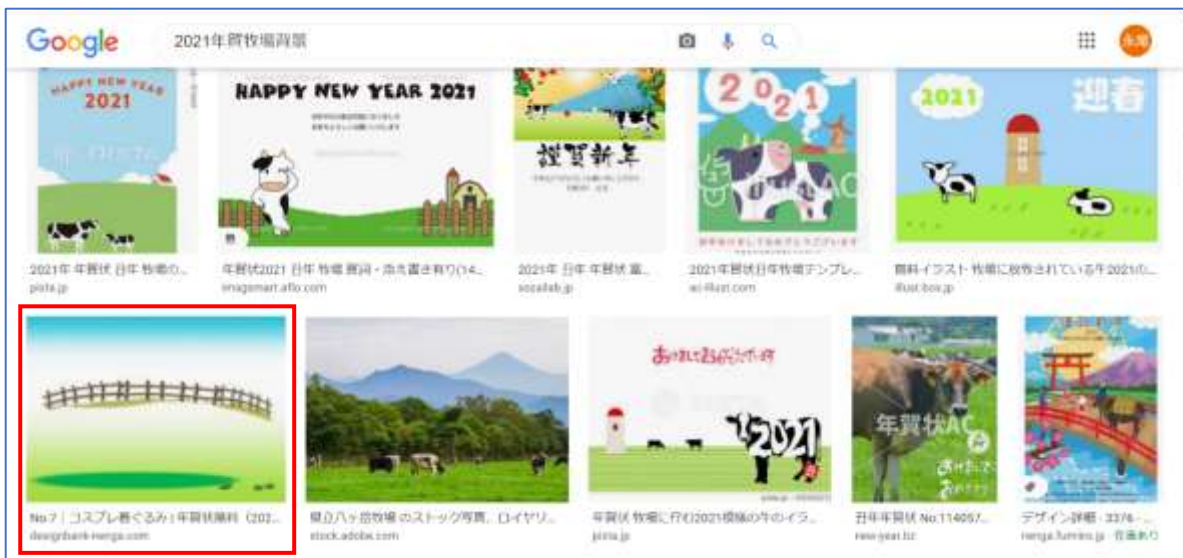 Google
2021年賀牧場背景
HAPPY NEW YEAR
2021
HAPPY NEW YEAR 2021
謹賀新年
2021
2021
迎春
2021年 丑年 年賀状 牧場の...
pixta.jp
年賀状2021 丑年 牧場 賀詞・添え書き有り(14...
imagemart.aflo.com
2021年 丑年 年賀状 富...
sozailab.jp
2021年賀状丑年牧場テンプレ...
ac-illust.com
無料イラスト 牧場に放牧されている牛2021の...
illust-box.jp
あけましておめでとうございます
2021
年賀状AC
No.7｜コスプレ着ぐるみ | 年賀状無料（202...
designbank-nenga.com
県立八ヶ岳牧場 のストック写真、ロイヤリ...
stock.adobe.com
年賀状 牧場に佇む2021模様の牛のイラ...
pixta.jp
丑年年賀状 No.114057...
new-year.bz
デザイン詳細 - 3376 - ...
nenga.fumiiro.jp · 在庫あり